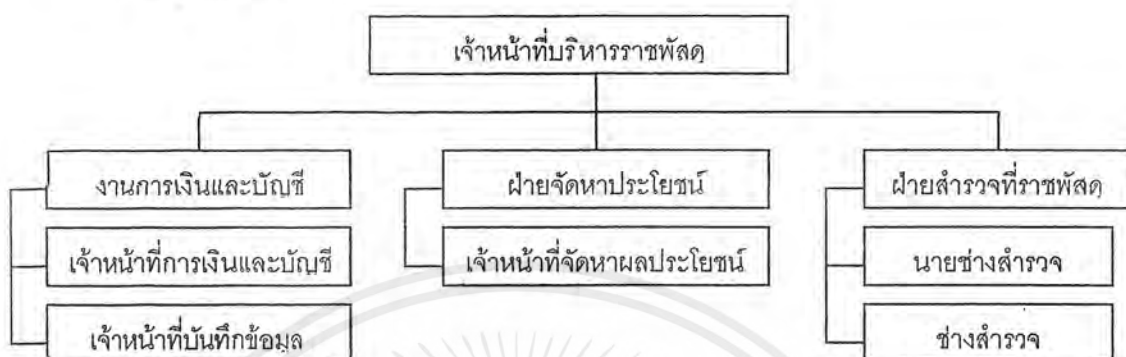 เจ้าหน้าที่บริหารราชพัสดุ
งานการเงินและบัญชี
ฝ่ายจัดหาประโยชน์
ฝ่ายสำรวจที่ราชพัสดุ
เจ้าหน้าที่การเงินและบัญชี
เจ้าหน้าที่จัดหาผลประโยชน์
นายช่างสำรวจ
เจ้าหน้าที่บันทึกข้อมูล
ช่างสำรวจ